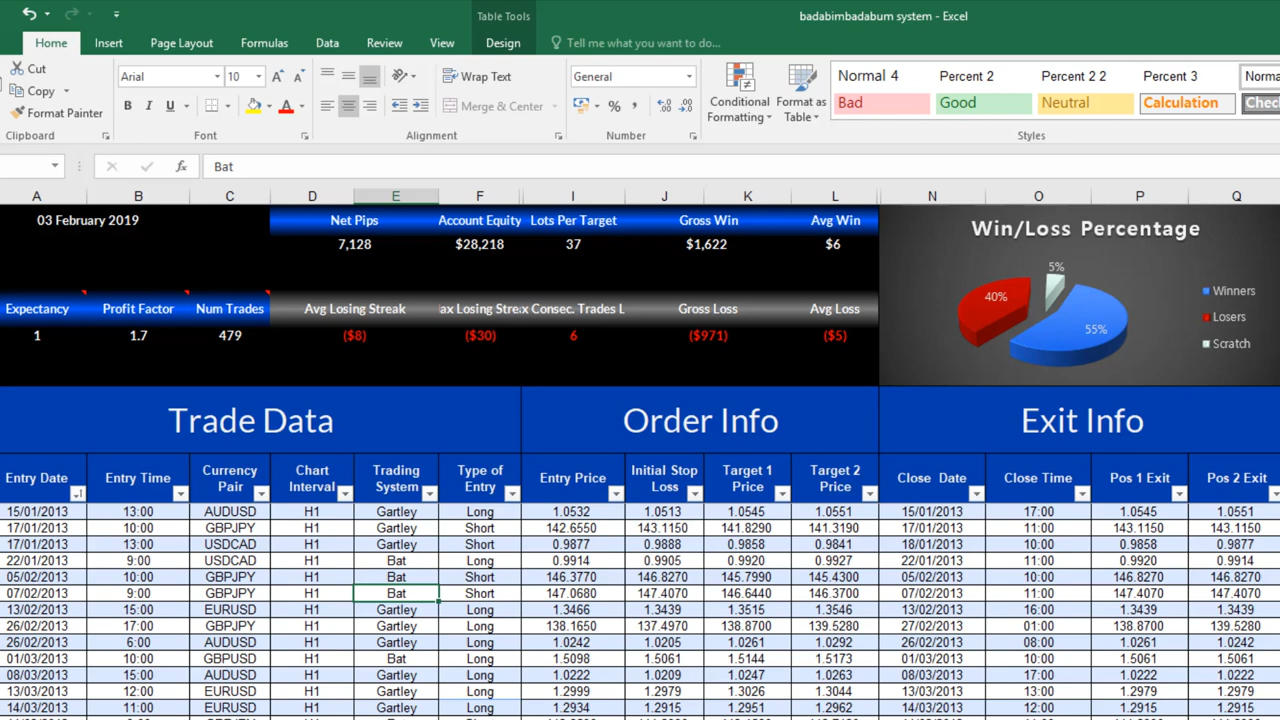 Table Tools
badabimbadabum system - Excel
Home Insert Page Layout Formulas Data Review View Design Tell me what you want to do...
Cut
Copy
Format Painter
Clipboard
Arial 10
B I U A
Font
Wrap Text
Merge & Center
Alignment
General
%
Number
Conditional Formatting
Format as Table
Normal 4 Percent 2 Percent 2 2 Percent 3
Bad Good Neutral Calculation
Styles
fx Bat
A B C D E F I J K L N O P Q
03 February 2019 Net Pips Account Equity Lots Per Target Gross Win Avg Win
7,128 $28,218 37 $1,622 $6
Expectancy Profit Factor Num Trades Avg Losing Streak Consec. Trades L Gross Loss Avg Loss
1 1.7 479 ($8) ($30) 6 ($971) ($5)
Win/Loss Percentage
5%
40%
55%
Winners
Losers
Scratch
Trade Data Order Info Exit Info
Entry Date Entry Time Currency Pair Chart Interval Trading System Type of Entry Entry Price Initial Stop Loss Target 1 Price Target 2 Price Close Date Close Time Pos 1 Exit Pos 2 Exit
15/01/2013 13:00 AUDUSD H1 Gartley Long 1.0532 1.0513 1.0545 1.0551 15/01/2013 17:00 1.0545 1.0551
17/01/2013 10:00 GBPJPY H1 Gartley Short 142.6550 143.1150 141.8290 141.3190 17/01/2013 11:00 143.1150 143.1150
17/01/2013 13:00 USDCAD H1 Gartley Short 0.9877 0.9888 0.9858 0.9841 18/01/2013 10:00 0.9858 0.9877
22/01/2013 9:00 USDCAD H1 Bat Long 0.9914 0.9905 0.9920 0.9927 22/01/2013 11:00 0.9920 0.9927
05/02/2013 10:00 GBPJPY H1 Bat Short 146.3770 146.8270 145.7990 145.4300 05/02/2013 10:00 146.8270 146.8270
07/02/2013 9:00 GBPJPY H1 Bat Short 147.0680 147.4070 146.6440 146.3700 07/02/2013 11:00 147.4070 147.4070
13/02/2013 15:00 EURUSD H1 Gartley Long 1.3466 1.3439 1.3515 1.3546 13/02/2013 16:00 1.3439 1.3439
26/02/2013 17:00 GBPJPY H1 Gartley Long 138.1650 137.4970 138.8700 139.5280 27/02/2013 01:00 138.8700 139.5280
26/02/2013 6:00 AUDUSD H1 Gartley Long 1.0242 1.0205 1.0261 1.0292 26/02/2013 08:00 1.0261 1.0242
01/03/2013 10:00 GBPUSD H1 Bat Long 1.5098 1.5061 1.5144 1.5173 01/03/2013 10:00 1.5061 1.5061
08/03/2013 15:00 AUDUSD H1 Gartley Long 1.0222 1.0209 1.0247 1.0263 08/03/2013 17:00 1.0222 1.0222
13/03/2013 12:00 EURUSD H1 Gartley Long 1.2999 1.2979 1.3026 1.3044 13/03/2013 13:00 1.2979 1.2979
14/03/2013 11:00 EURUSD H1 Gartley Long 1.2934 1.2915 1.2951 1.2962 14/03/2013 14:00 1.2951 1.2962